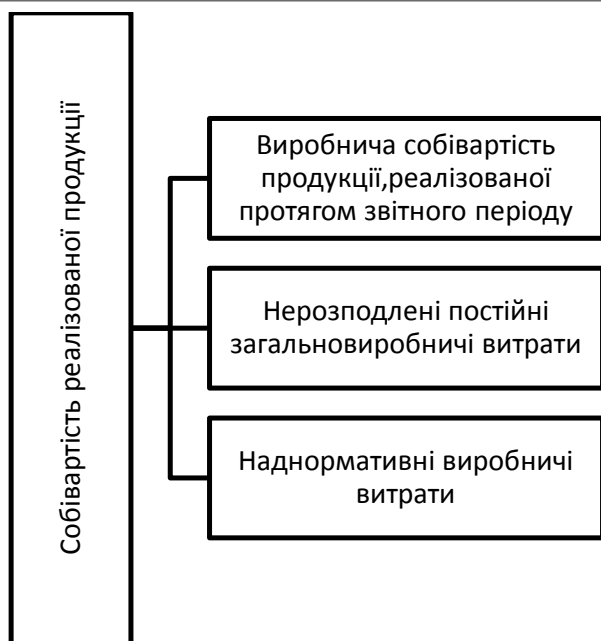 Собівартість реалізованої продукції
Виробнича собівартість
продукції,реалізованої
протягом звітного періоду
Нерозподлені постійні
загальновиробничі витрати
Наднормативні виробничі
витрати